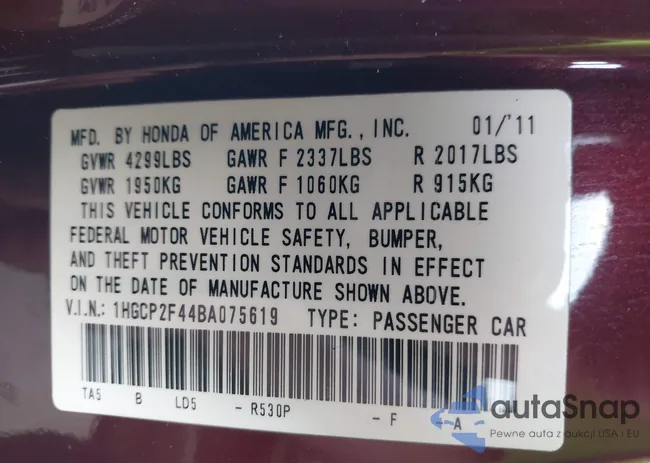 MFD. BY HONDA OF AMERICA MFG., INC. 01/'11
GVWR 4299LBS GAWR F 2337LBS R 2017LBS
GVWR 1950KG GAWR F 1060KG R 915KG
THIS VEHICLE CONFORMS TO ALL APPLICABLE
FEDERAL MOTOR VEHICLE SAFETY, BUMPER,
AND THEFT PREVENTION STANDARDS IN EFFECT
ON THE DATE OF MANUFACTURE SHOWN ABOVE.
V.I.N.: 1HGCP2F44BA075619 TYPE: PASSENGER CAR
TA5 B LD5 - R530P - F - A
autaSnap
Pewne auta z aukcji USA i EU